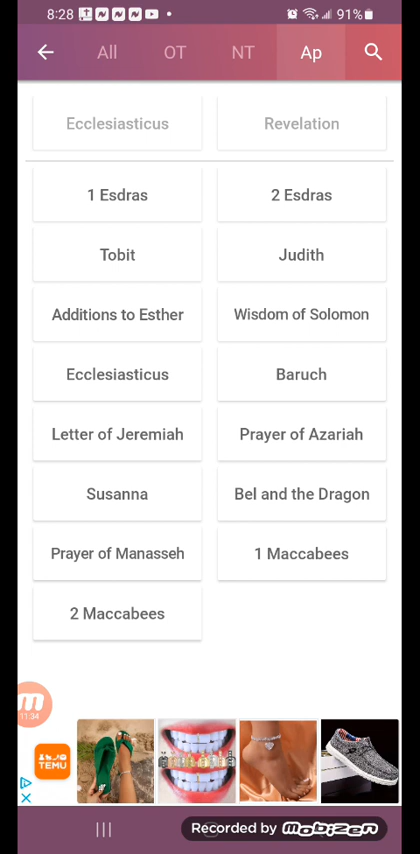 8:28
91%
All OT NT Ap
Ecclesiasticus Revelation
1 Esdras 2 Esdras
Tobit Judith
Additions to Esther Wisdom of Solomon
Ecclesiasticus Baruch
Letter of Jeremiah Prayer of Azariah
Susanna Bel and the Dragon
Prayer of Manasseh 1 Maccabees
2 Maccabees
11:34
TEMU
Recorded by mobizen